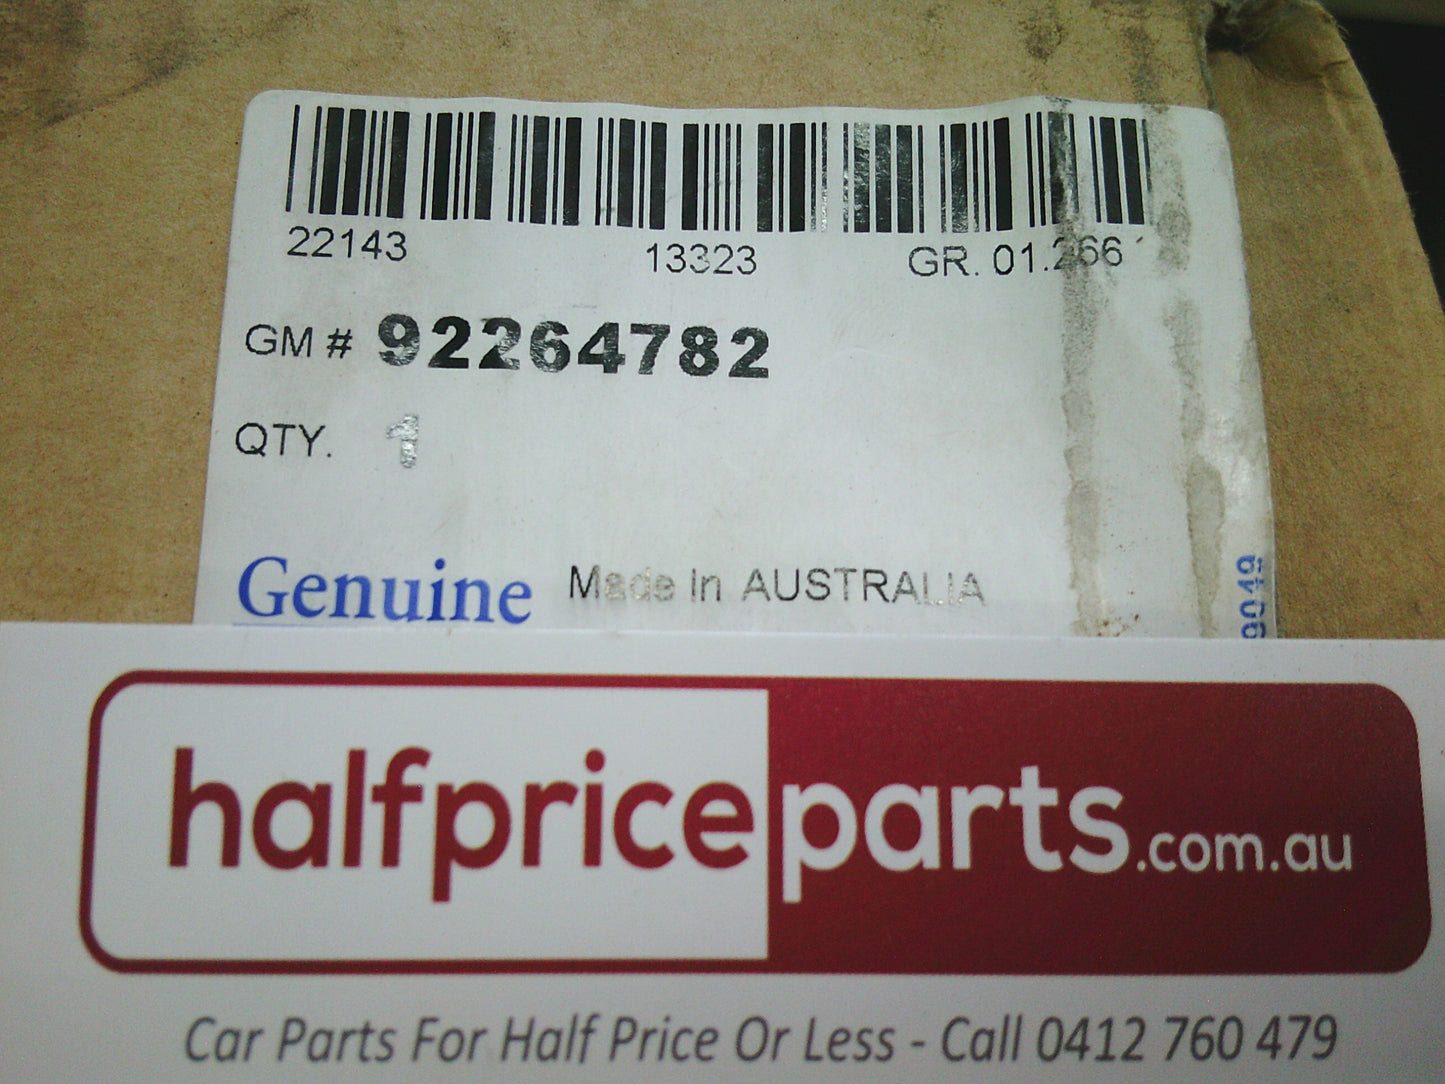 22143 13323 GR. 01.266
GM # 92264782
QTY. 1
Genuine Made In AUSTRALIA
halfpriceparts.com.au
Car Parts For Half Price Or Less - Call 0412 760 479